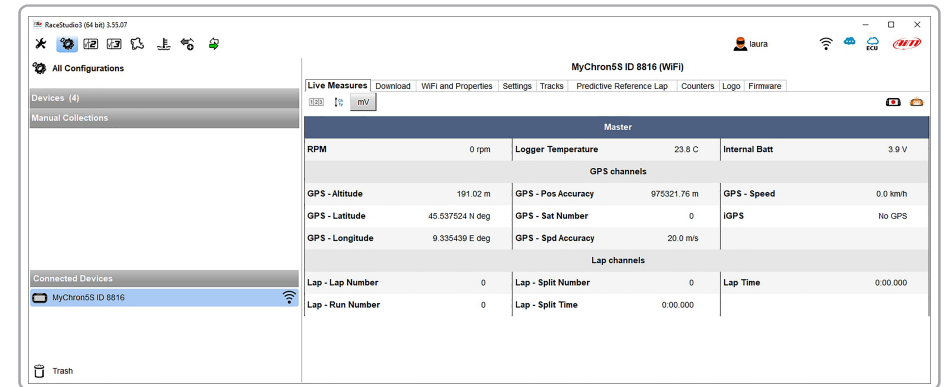 RaceStudio3 (64 bit) 3.55.07
laura
ECU
AiM
All Configurations
Devices (4)
Manual Collections
Connected Devices
MyChron5S ID 8816
Trash
MyChron5S ID 8816 (WiFi)
Live Measures Download WiFi and Properties Settings Tracks Predictive Reference Lap Counters Logo Firmware
123 mV
Master
RPM 0 rpm Logger Temperature 23.8 C Internal Batt 3.9 V
GPS channels
GPS - Altitude 191.02 m GPS - Pos Accuracy 975321.76 m GPS - Speed 0.0 km/h
GPS - Latitude 45.537524 N deg GPS - Sat Number 0 iGPS No GPS
GPS - Longitude 9.335439 E deg GPS - Spd Accuracy 20.0 m/s
Lap channels
Lap - Lap Number 0 Lap - Split Number 0 Lap Time 0:00.000
Lap - Run Number 0 Lap - Split Time 0:00.000